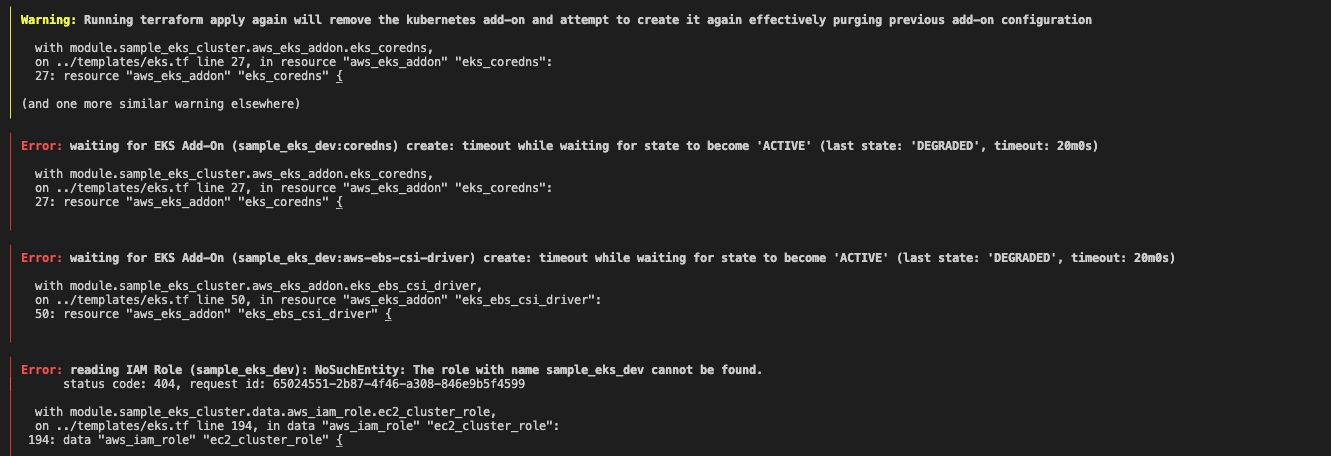 Warning: Running terraform apply again will remove the kubernetes add-on and attempt to create it again effectively purging previous add-on configuration
with module.sample_eks_cluster.aws_eks_addon.eks_coredns,
on ../templates/eks.tf line 27, in resource "aws_eks_addon" "eks_coredns":
27: resource "aws_eks_addon" "eks_coredns" {
(and one more similar warning elsewhere)
Error: waiting for EKS Add-On (sample_eks_dev:coredns) create: timeout while waiting for state to become 'ACTIVE' (last state: 'DEGRADED', timeout: 20m0s)
with module.sample_eks_cluster.aws_eks_addon.eks_coredns,
on ../templates/eks.tf line 27, in resource "aws_eks_addon" "eks_coredns":
27: resource "aws_eks_addon" "eks_coredns" {
Error: waiting for EKS Add-On (sample_eks_dev:aws-ebs-csi-driver) create: timeout while waiting for state to become 'ACTIVE' (last state: 'DEGRADED', timeout: 20m0s)
with module.sample_eks_cluster.aws_eks_addon.eks_ebs_csi_driver,
on ../templates/eks.tf line 50, in resource "aws_eks_addon" "eks_ebs_csi_driver":
50: resource "aws_eks_addon" "eks_ebs_csi_driver" {
Error: reading IAM Role (sample_eks_dev): NoSuchEntity: The role with name sample_eks_dev cannot be found.
status code: 404, request id: 65024551-2b87-4f46-a308-846e9b5f4599
with module.sample_eks_cluster.data.aws_iam_role.ec2_cluster_role,
on ../templates/eks.tf line 194, in data "aws_iam_role" "ec2_cluster_role":
194: data "aws_iam_role" "ec2_cluster_role" {